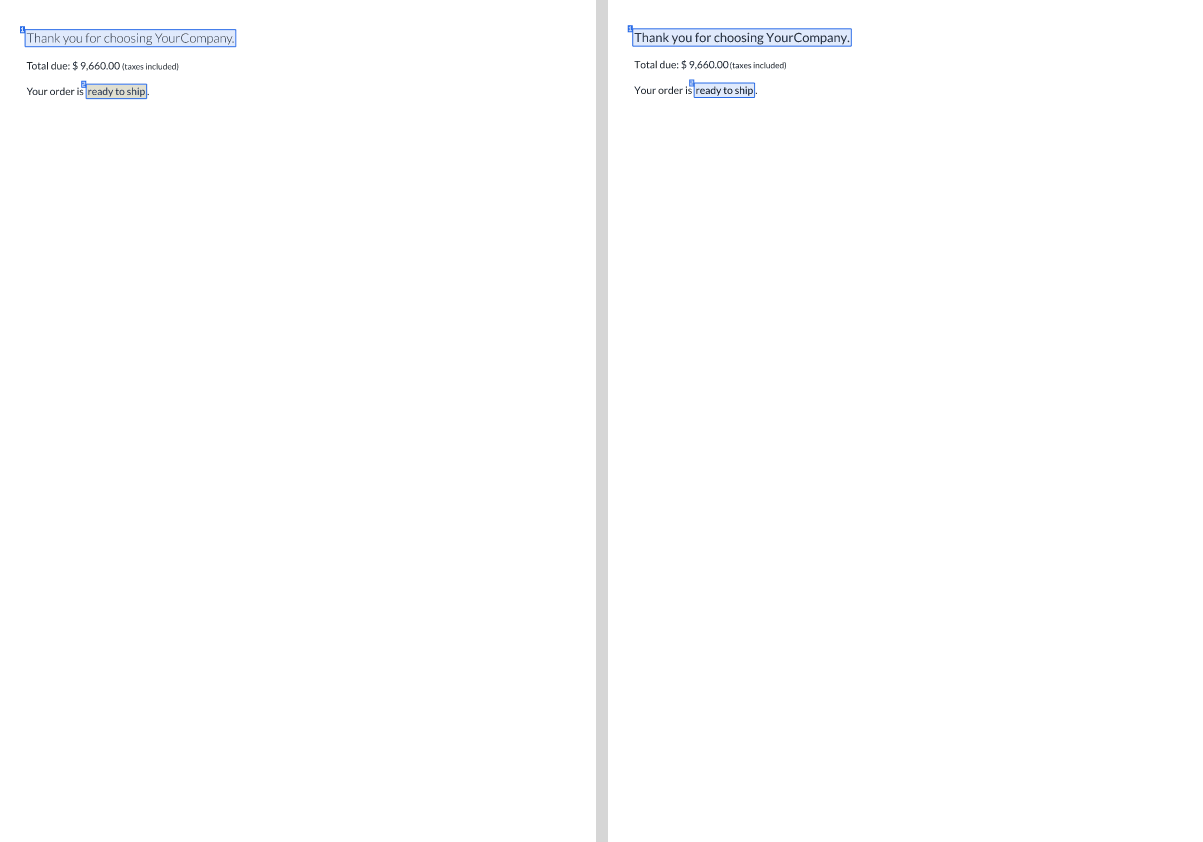 Thank you for choosing YourCompany.
Total due: $ 9,660.00 (taxes included)
Your order is ready to ship.
Thank you for choosing YourCompany.
Total due: $ 9,660.00 (taxes included)
Your order is ready to ship.